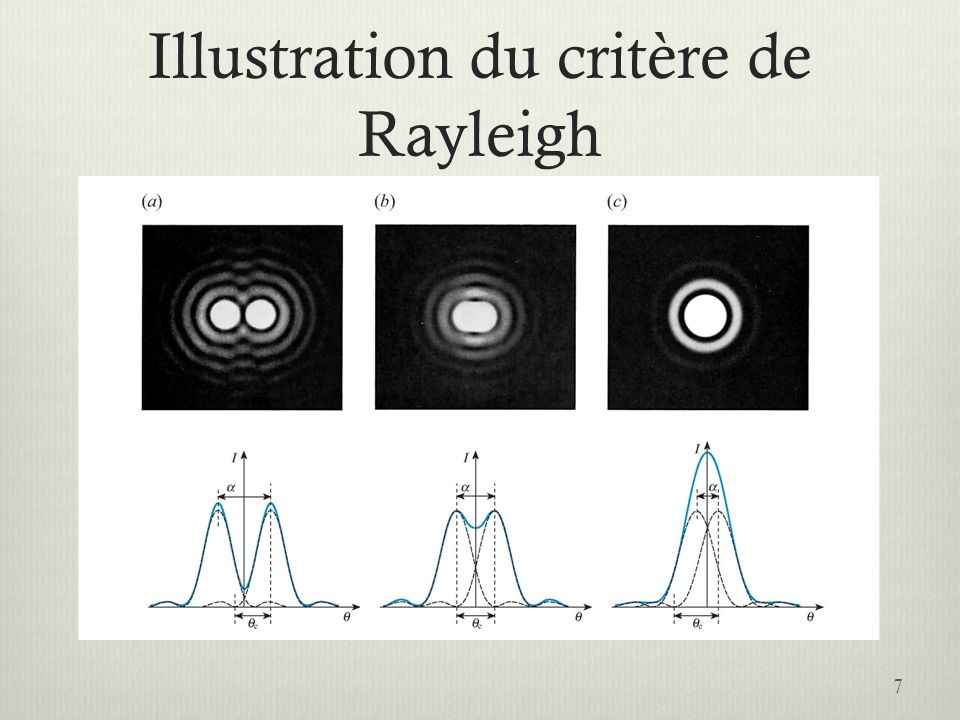 Illustration du critère de
Rayleigh
(a) (b) (c)
I I I
α α α
θc θ θc θ θc θ
7